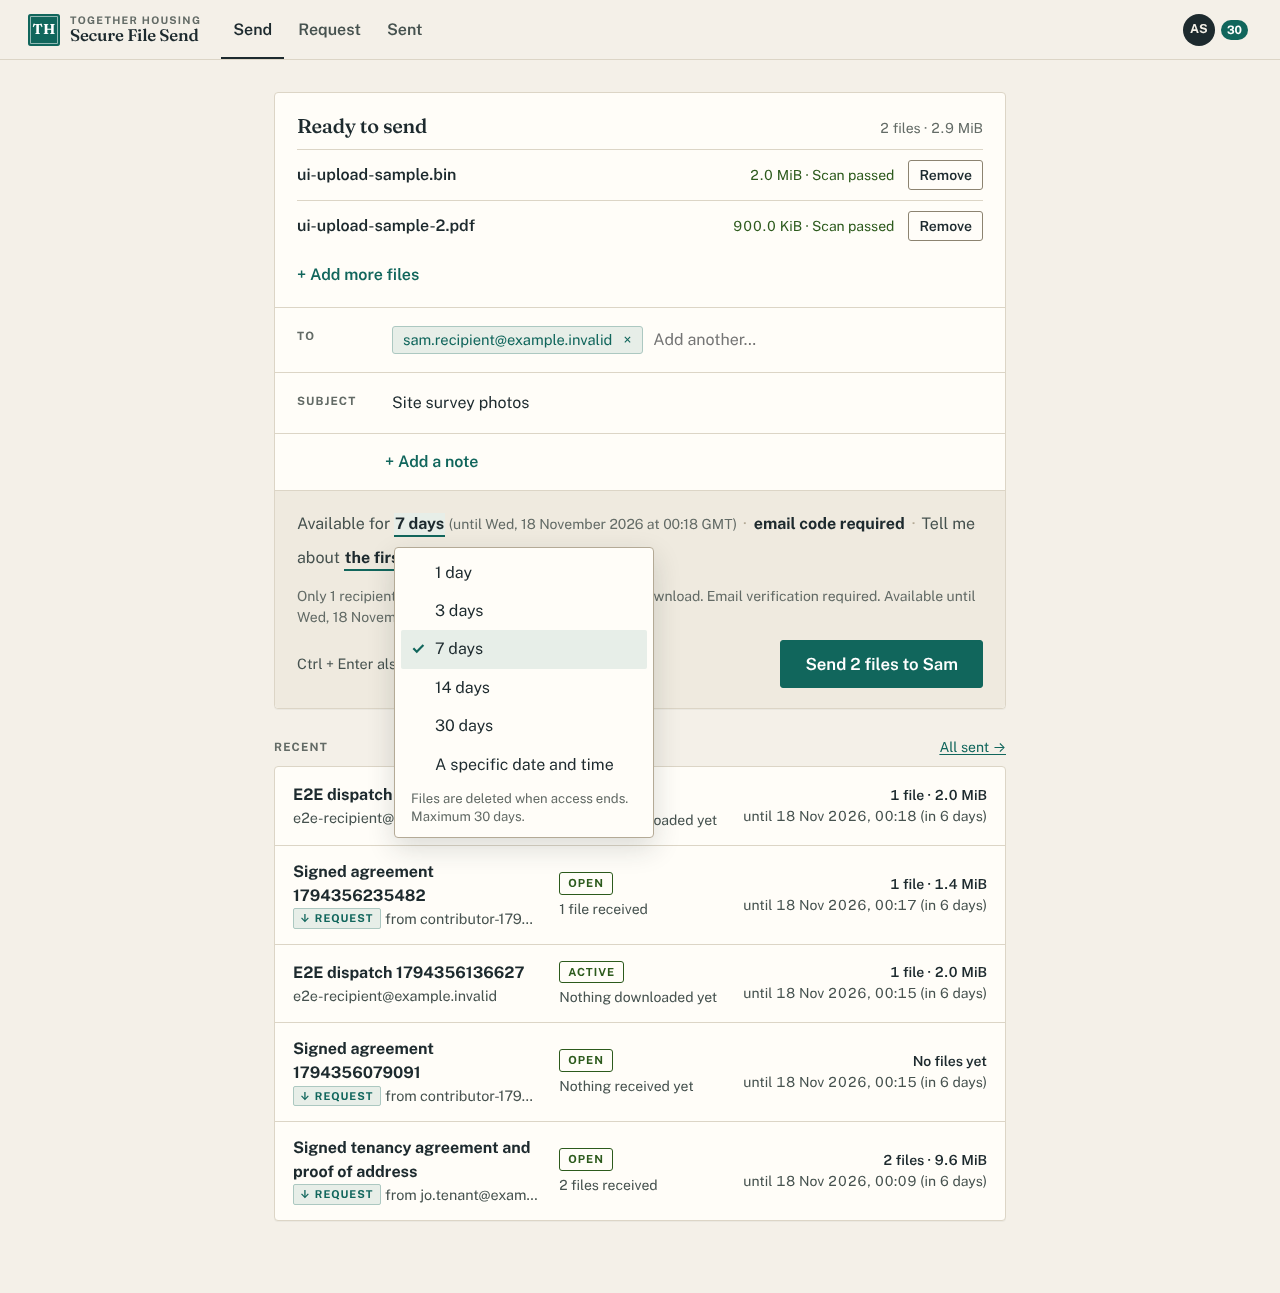 TH
TOGETHER HOUSING
Secure File Send
Send
Request
Sent
AS
30
Ready to send
2 files · 2.9 MiB
ui-upload-sample.bin
2.0 MiB · Scan passed
Remove
ui-upload-sample-2.pdf
900.0 KiB · Scan passed
Remove
+ Add more files
TO
sam.recipient@example.invalid ×
Add another...
SUBJECT
Site survey photos
+ Add a note
Available for 7 days (until Wed, 18 November 2026 at 00:18 GMT) · email code required · Tell me
about the
Only 1 recipient
Email verification required. Available until
Wed, 18
Ctrl + Enter
Send 2 files to Sam
1 day
3 days
✓ 7 days
14 days
30 days
A specific date and time
Files are deleted when access ends.
Maximum 30 days.
RECENT
All sent →
E2E dispatch
1 file · 2.0 MiB
yet
until 18 Nov 2026, 00:18 (in 6 days)
Signed agreement
1794356235482
↓ REQUEST from contributor-179...
OPEN
1 file received
1 file · 1.4 MiB
until 18 Nov 2026, 00:17 (in 6 days)
E2E dispatch 1794356136627
e2e-recipient@example.invalid
ACTIVE
Nothing downloaded yet
1 file · 2.0 MiB
until 18 Nov 2026, 00:15 (in 6 days)
Signed agreement
1794356079091
↓ REQUEST from contributor-179...
OPEN
Nothing received yet
No files yet
until 18 Nov 2026, 00:15 (in 6 days)
Signed tenancy agreement and
proof of address
↓ REQUEST from jo.tenant@exam...
OPEN
2 files received
2 files · 9.6 MiB
until 18 Nov 2026, 00:09 (in 6 days)